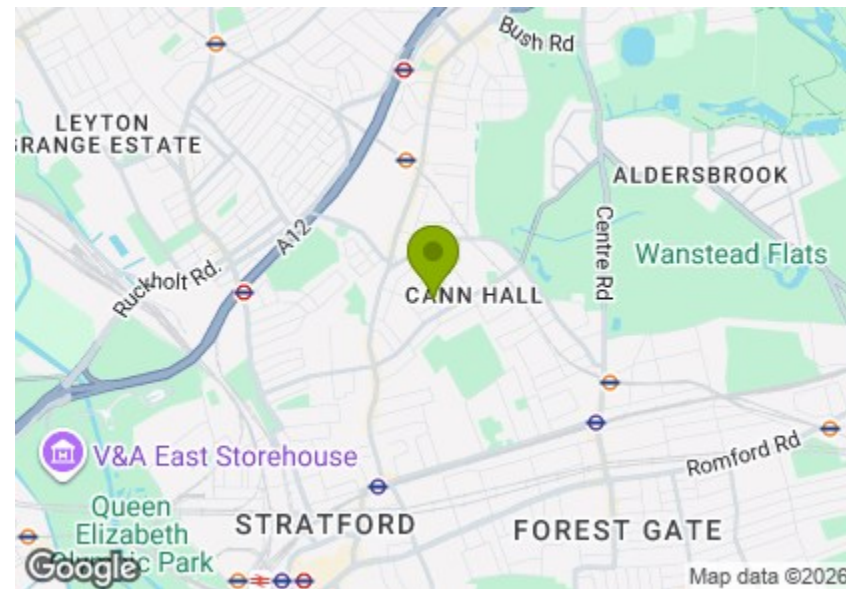 Bush Rd
LEYTON
GRANGE ESTATE
ALDERSBROOK
A12
Centre Rd
Wanstead Flats
Ruckholt Rd.
CANN HALL
V&A East Storehouse
Romford Rd
Queen
Elizabeth
Olympic Park
STRATFORD
FOREST GATE
Google
Map data ©2026